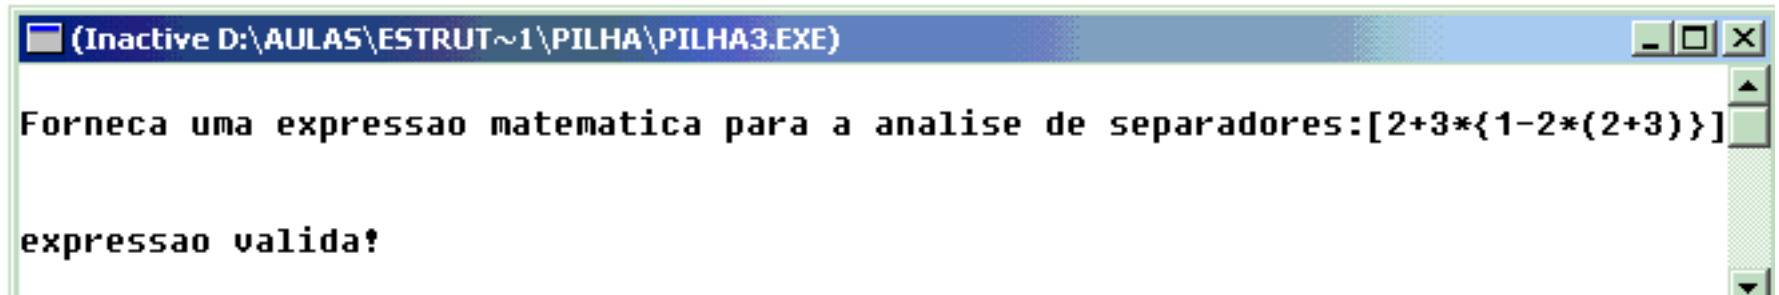 (Inactive D:\AULAS\ESTRUT~1\PILHA\PILHA3.EXE)
Forneca uma expressao matematica para a analise de separadores:[2+3*{1-2*(2+3)}]
expressao valida!